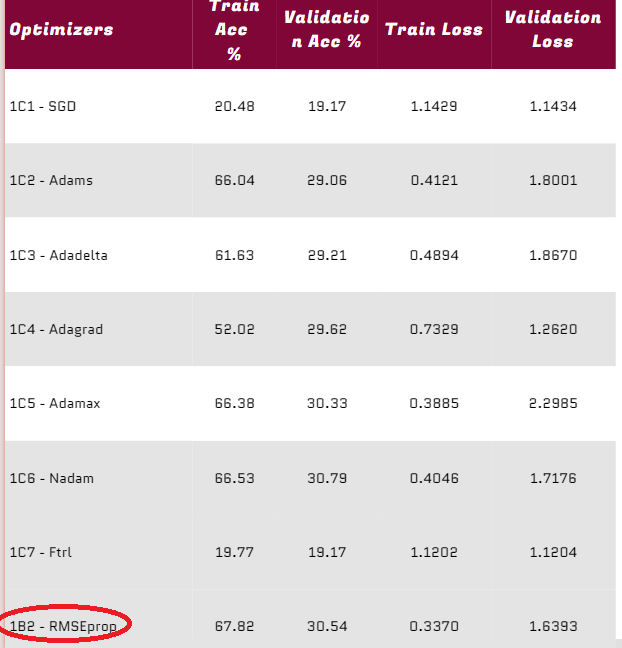 Optimizers Train Acc % Validatio n Acc % Train Loss Validation Loss
1C1 - SGD 20.48 19.17 1.1429 1.1434
1C2 - Adams 66.04 29.06 0.4121 1.8001
1C3 - Adadelta 61.63 29.21 0.4894 1.8670
1C4 - Adagrad 52.02 29.62 0.7329 1.2620
1C5 - Adamax 66.38 30.33 0.3885 2.2985
1C6 - Nadam 66.53 30.79 0.4046 1.7176
1C7 - Ftrl 19.77 19.17 1.1202 1.1204
1B2 - RMSEprop 67.82 30.54 0.3370 1.6393